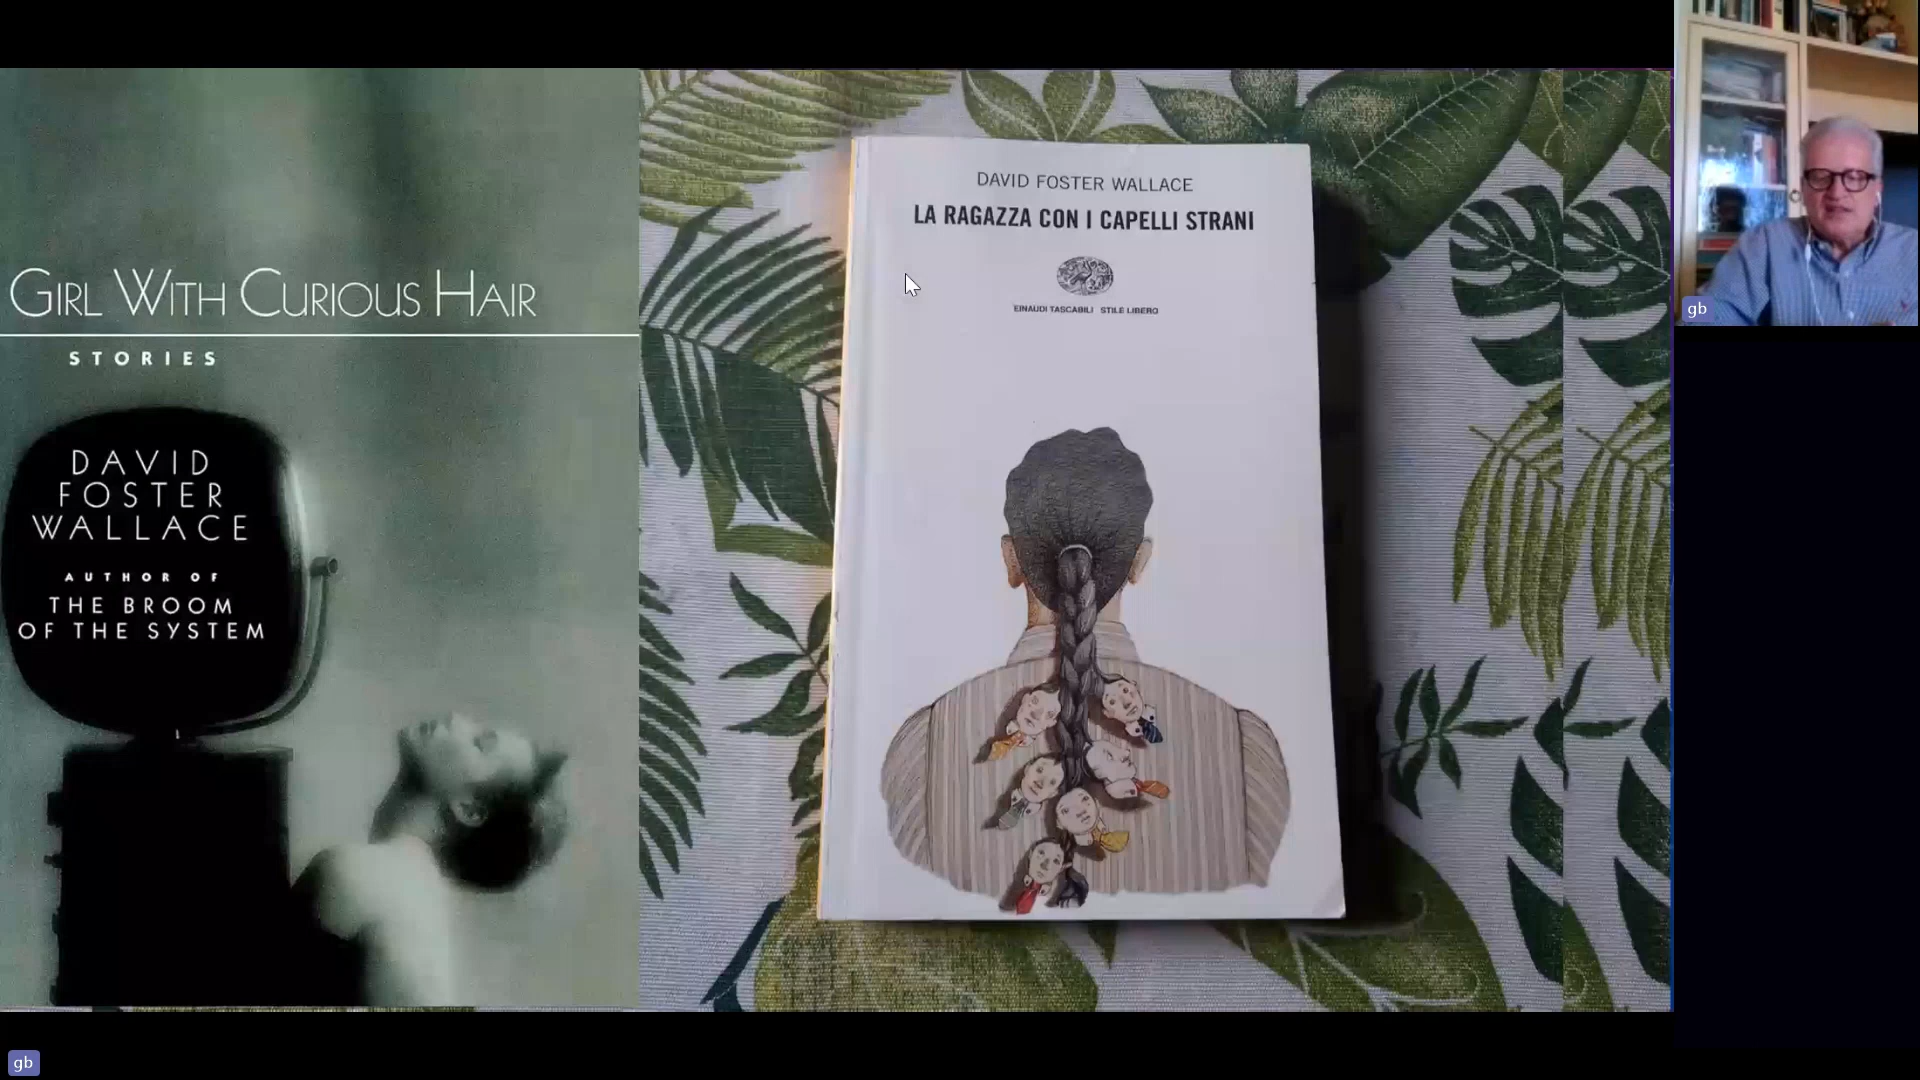 GIRL WITH CURIOUS HAIR
STORIES
DAVID
FOSTER
WALLACE
AUTHOR OF
THE BROOM
OF THE SYSTEM
DAVID FOSTER WALLACE
LA RAGAZZA CON I CAPELLI STRANI
EINAUDI TASCABILI STILE LIBERO
gb
gb